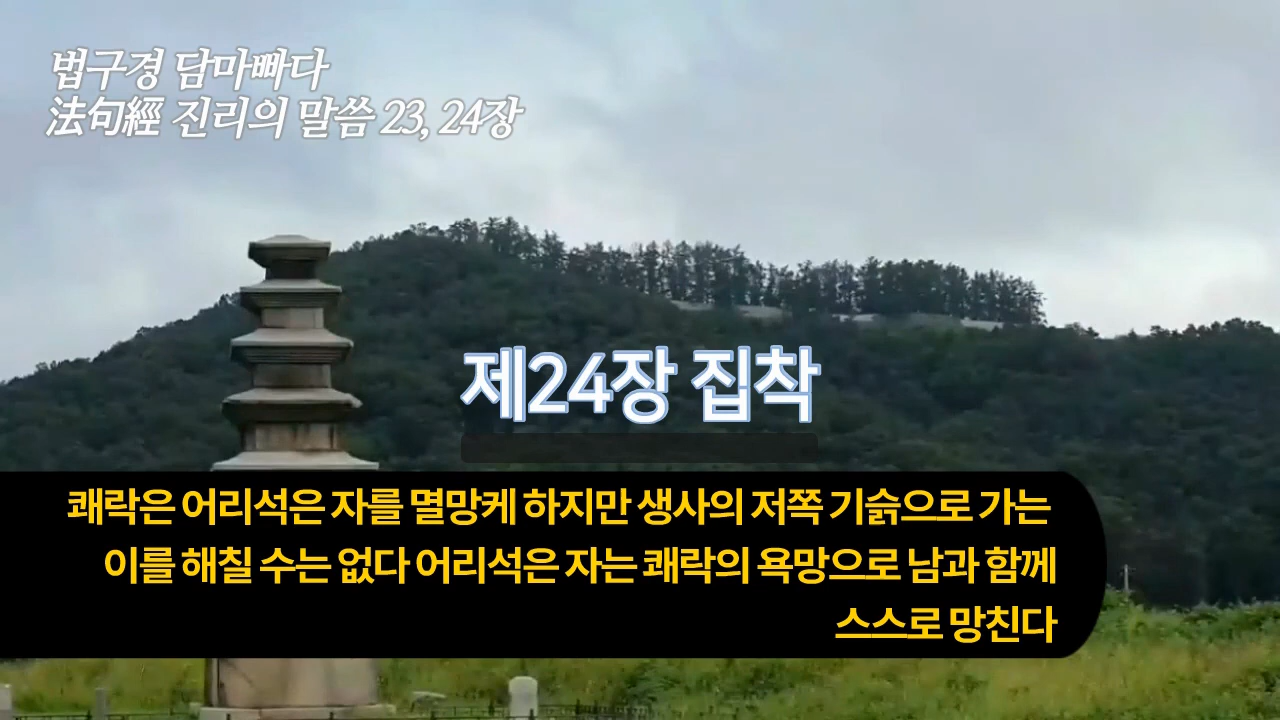 법구경 담마빠다
法句經 진리의 말씀 23, 24장
제24장 집착
쾌락은 어리석은 자를 멸망케 하지만 생사의 저쪽 기슭으로 가는
이를 해칠 수는 없다 어리석은 자는 쾌락의 욕망으로 남과 함께
스스로 망친다